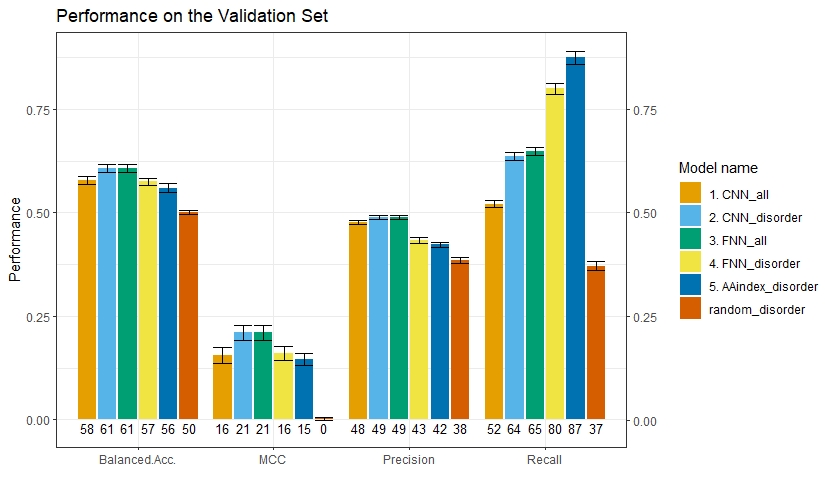 Performance on the Validation Set
Performance
0.75
0.50
0.25
0.00
0.75
0.50
0.25
0.00
58 61 61 57 56 50
16 21 21 16 15 0
48 49 49 43 42 38
52 64 65 80 87 37
Balanced.Acc.
MCC
Precision
Recall
Model name
1. CNN_all
2. CNN_disorder
3. FNN_all
4. FNN_disorder
5. AAindex_disorder
random_disorder